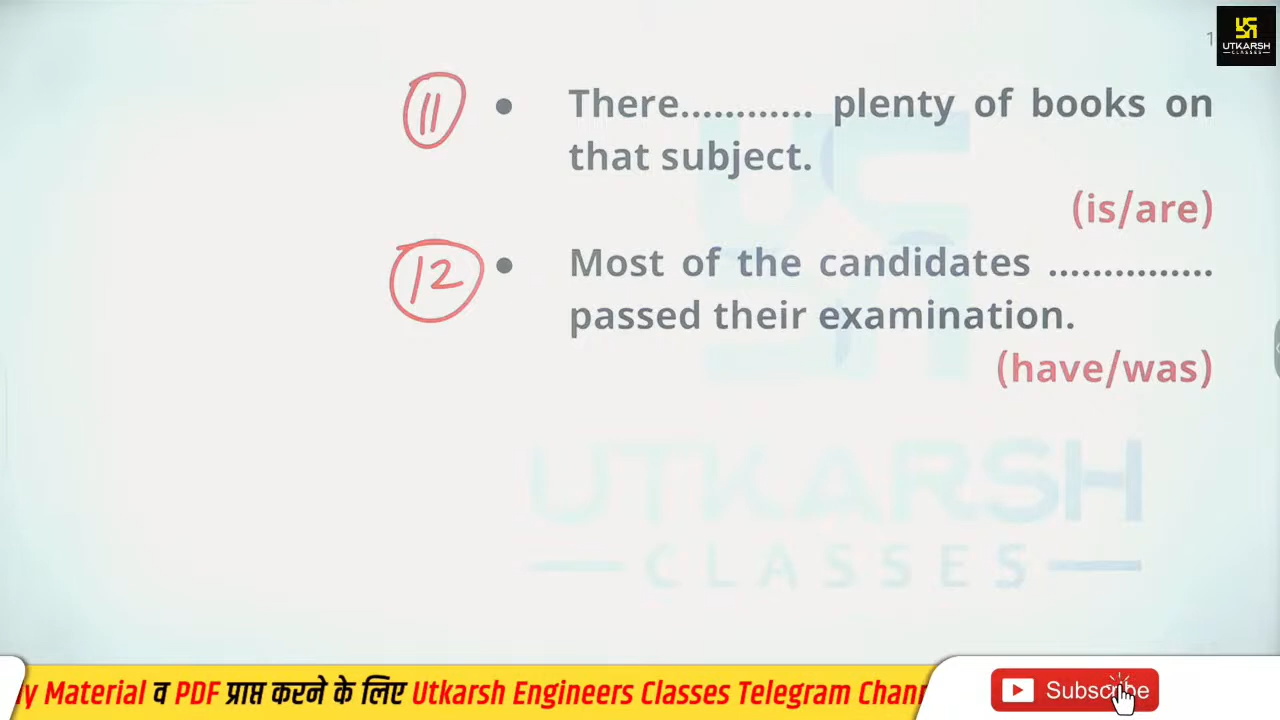 1
UTKARSH
CLASSES
11 • There............ plenty of books on
that subject.
(is/are)
12 • Most of the candidates ...............
passed their examination.
(have/was)
UTKARSH
CLASSES
y Material व PDF प्राप्त करने के लिए Utkarsh Engineers Classes Telegram Chan
Subscribe